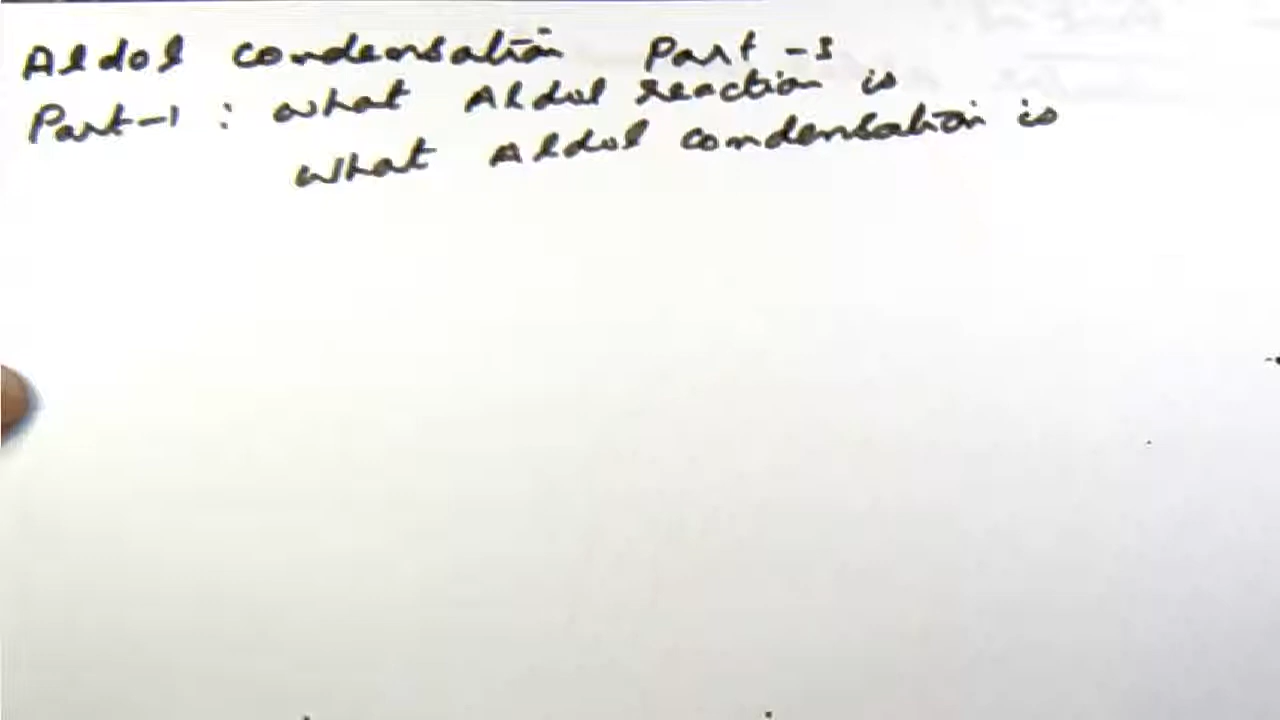 Aldol condensation Part -3
Part-1 : what Aldol reaction is
what Aldol condensation is